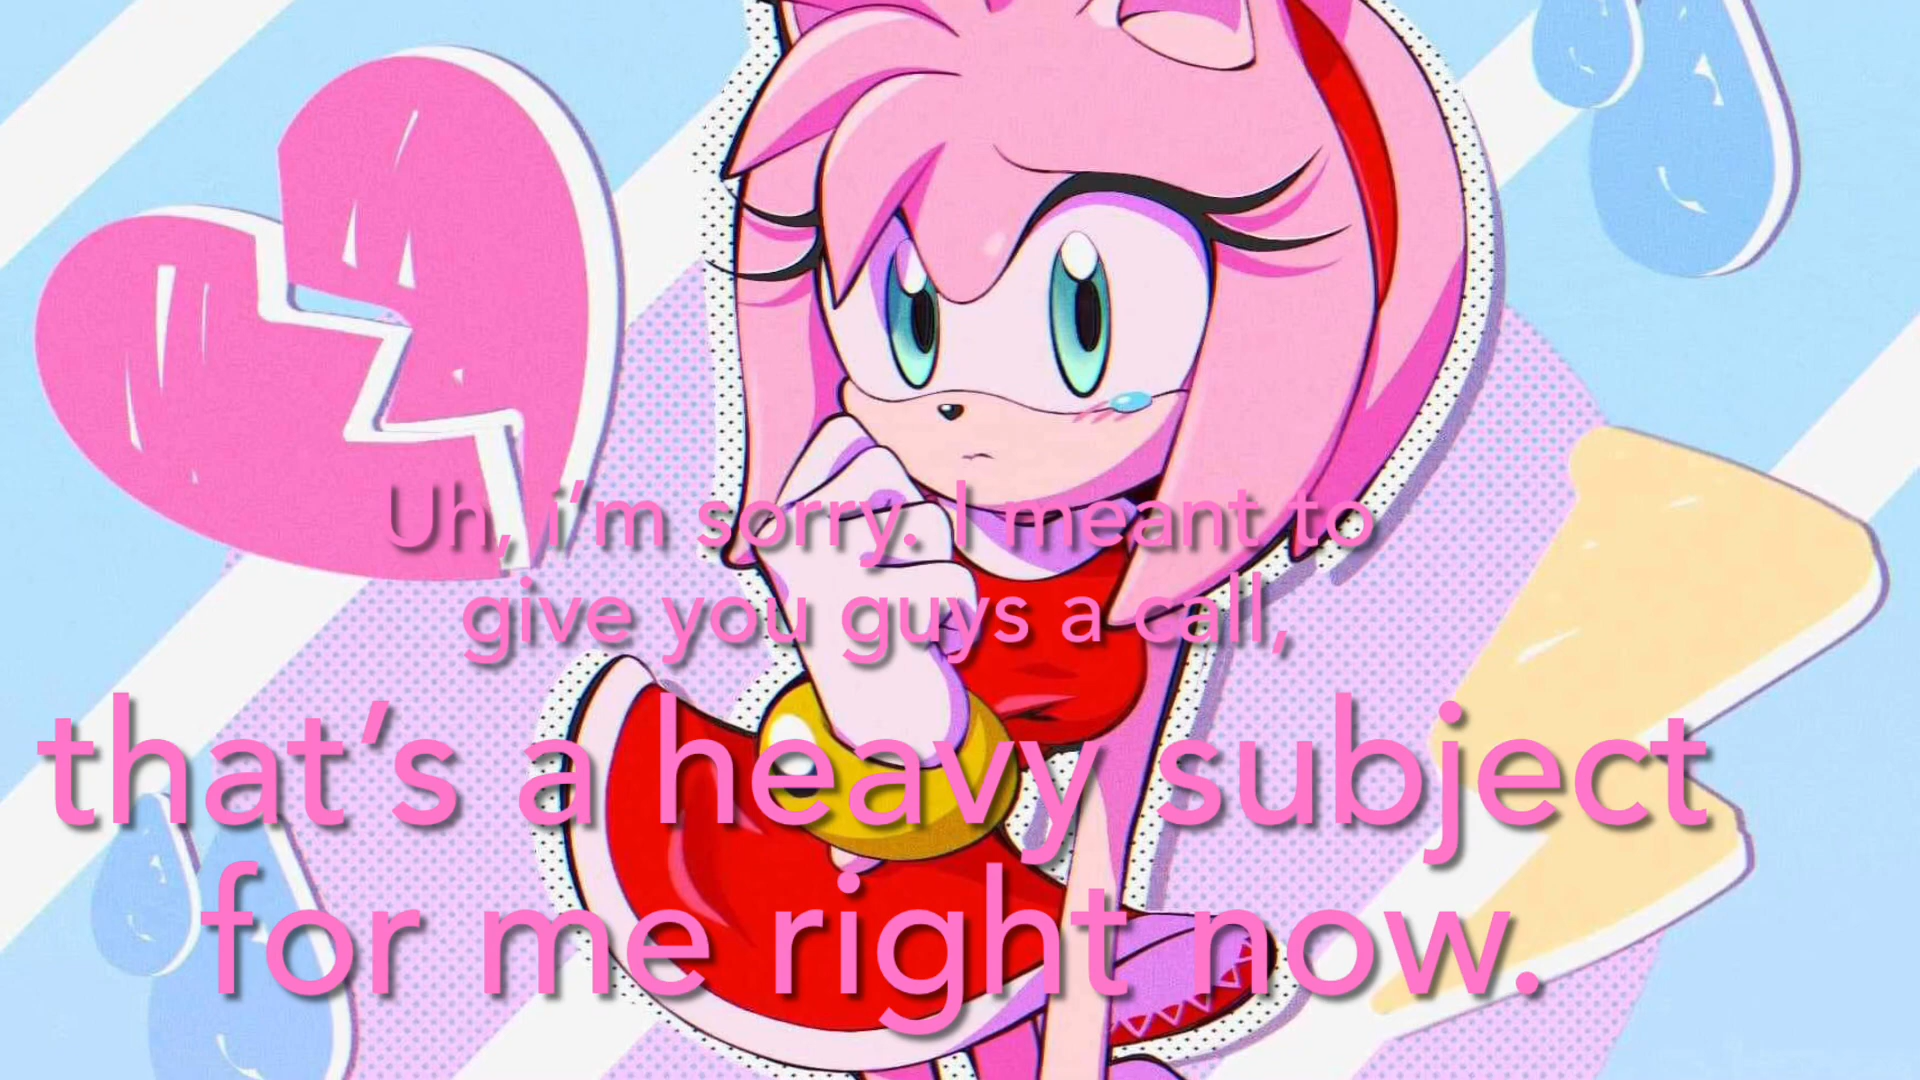 Uh, i'm sorry. I meant to
give you guys a call,
that's a heavy subject
for me right now.